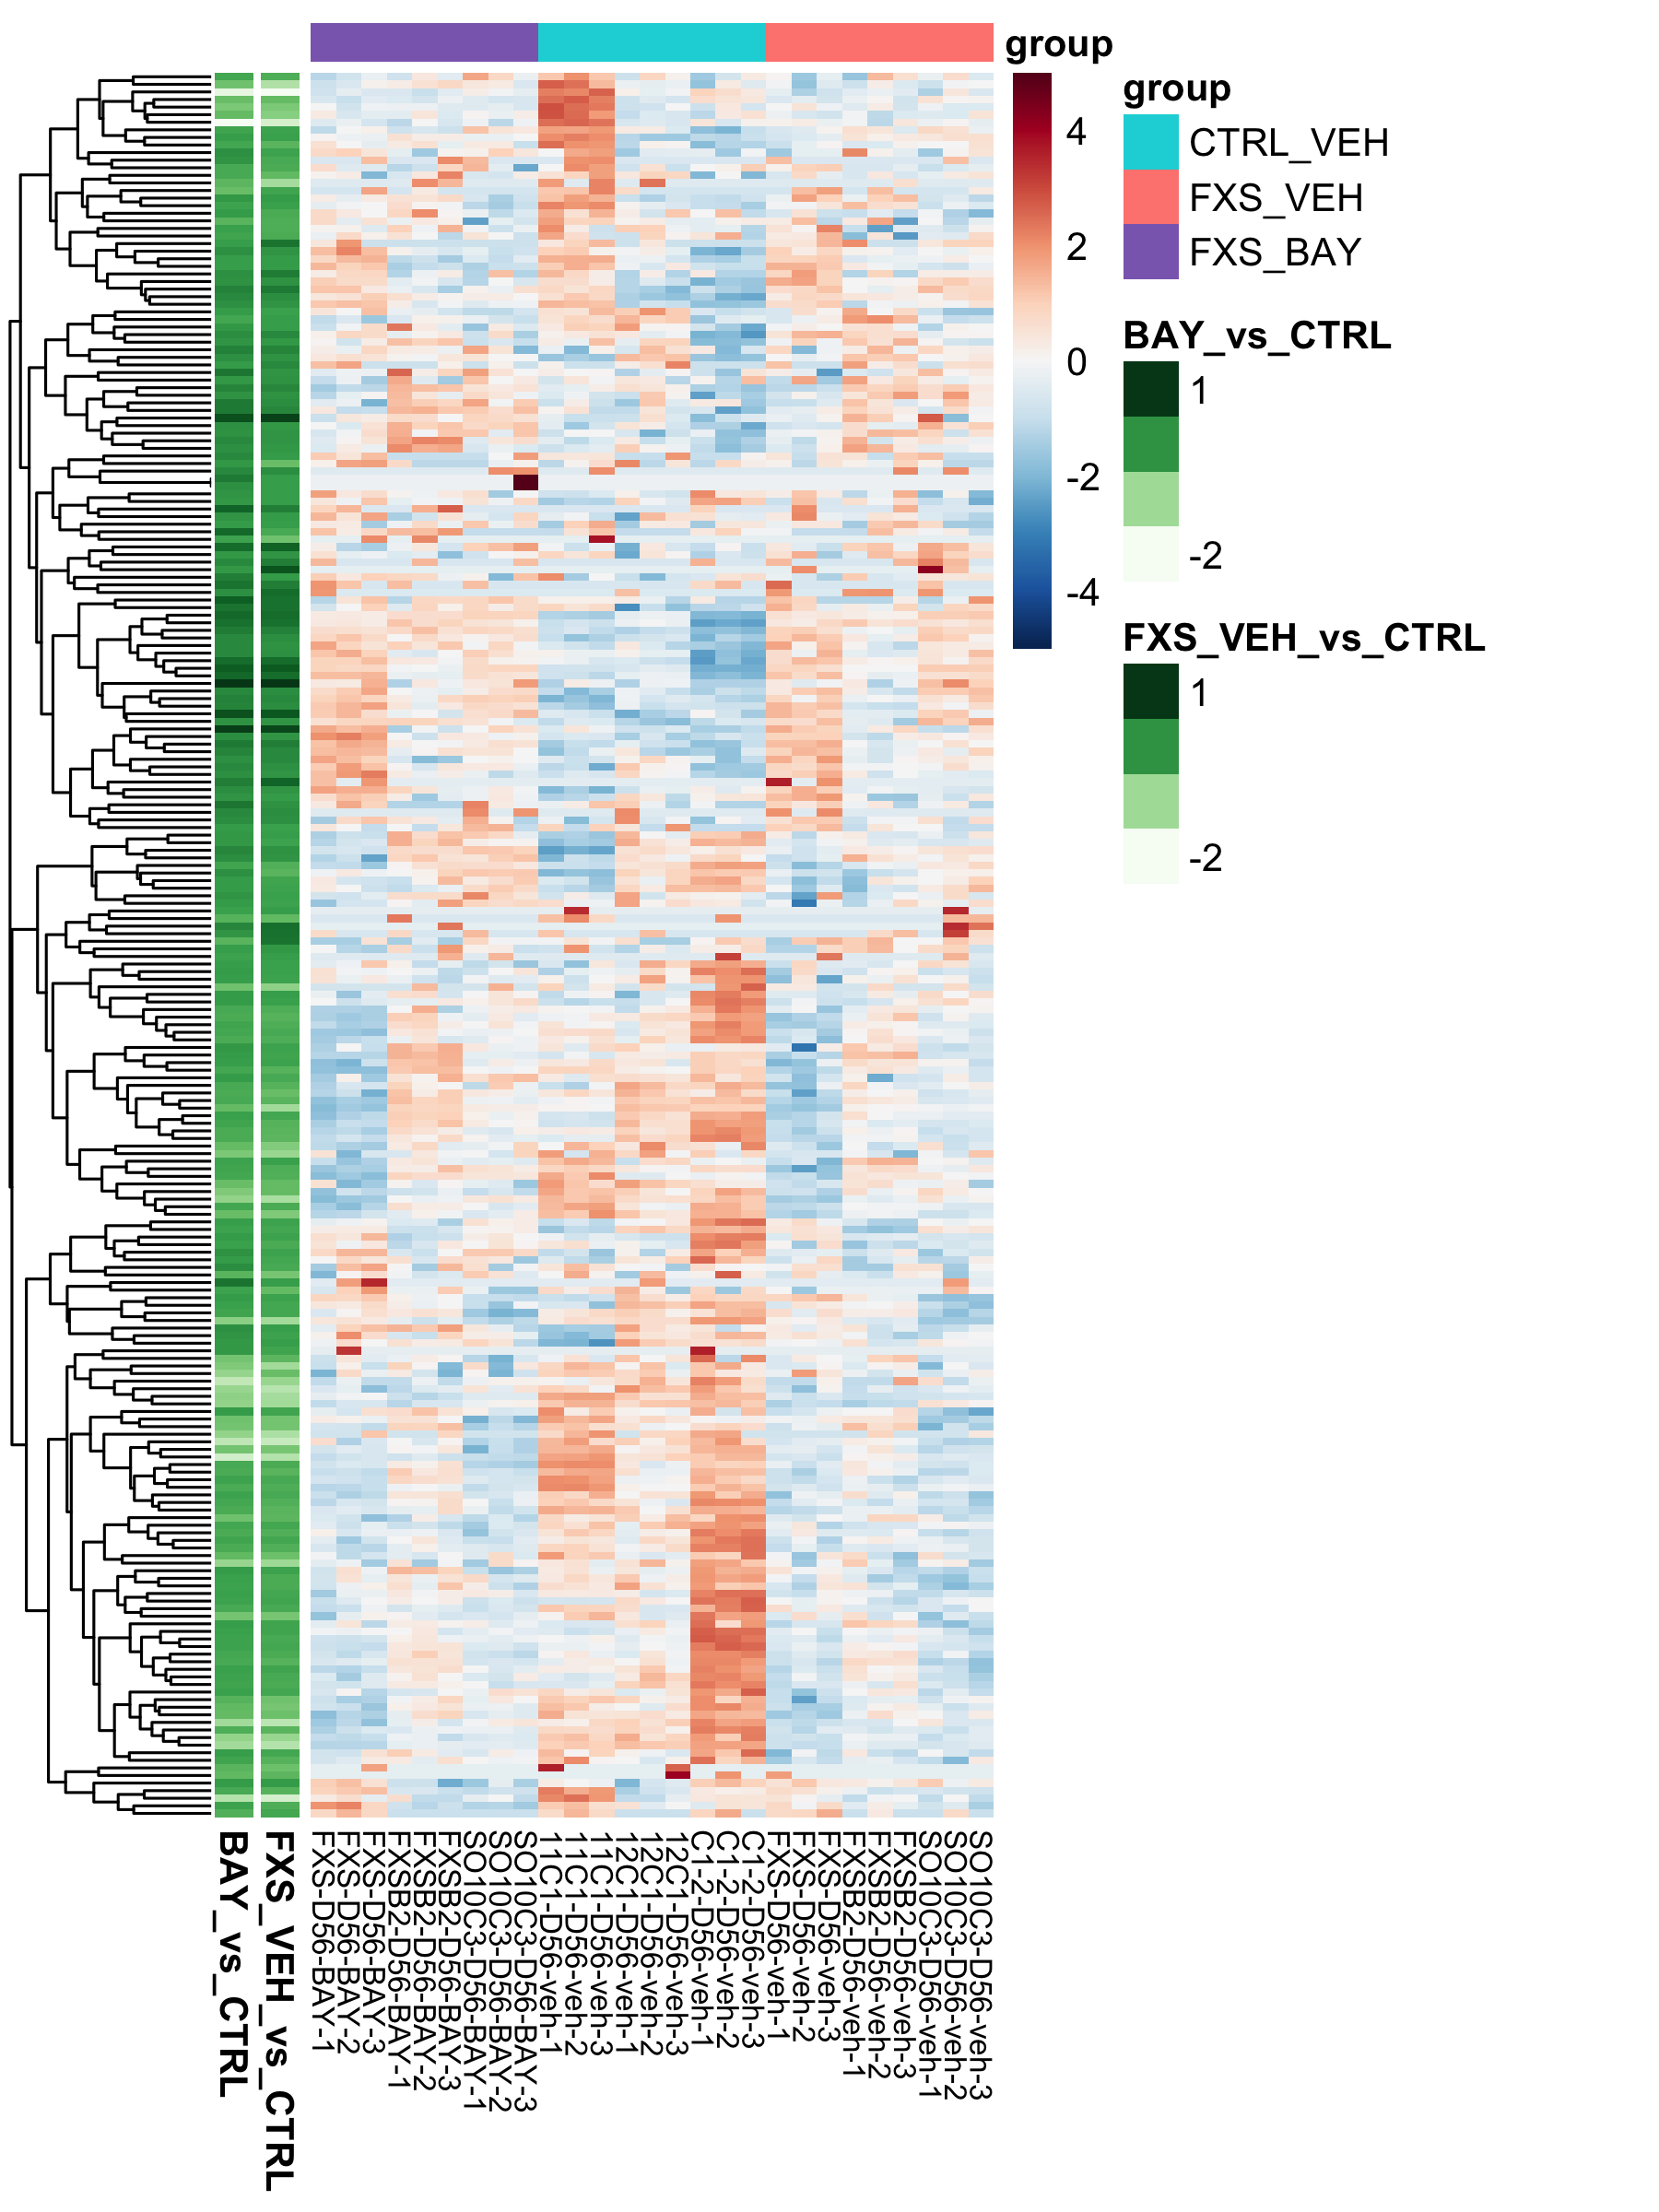 group
4
2
0
-2
-4
group
CTRL_VEH
FXS_VEH
FXS_BAY
BAY_vs_CTRL
1
-2
FXS_VEH_vs_CTRL
1
-2
BAY_vs_CTRL
FXS_VEH_vs_CTRL
FXS-D56-BAY-1
FXS-D56-BAY-2
FXS-D56-BAY-3
FXSB2-D56-BAY-1
FXSB2-D56-BAY-2
FXSB2-D56-BAY-3
SO10C3-D56-BAY-1
SO10C3-D56-BAY-2
SO10C3-D56-BAY-3
11C1-D56-veh-1
11C1-D56-veh-2
11C1-D56-veh-3
12C1-D56-veh-1
12C1-D56-veh-2
12C1-D56-veh-3
C1-2-D56-veh-1
C1-2-D56-veh-2
C1-2-D56-veh-3
FXS-D56-veh-1
FXS-D56-veh-2
FXS-D56-veh-3
FXSB2-D56-veh-1
FXSB2-D56-veh-2
FXSB2-D56-veh-3
SO10C3-D56-veh-1
SO10C3-D56-veh-2
SO10C3-D56-veh-3